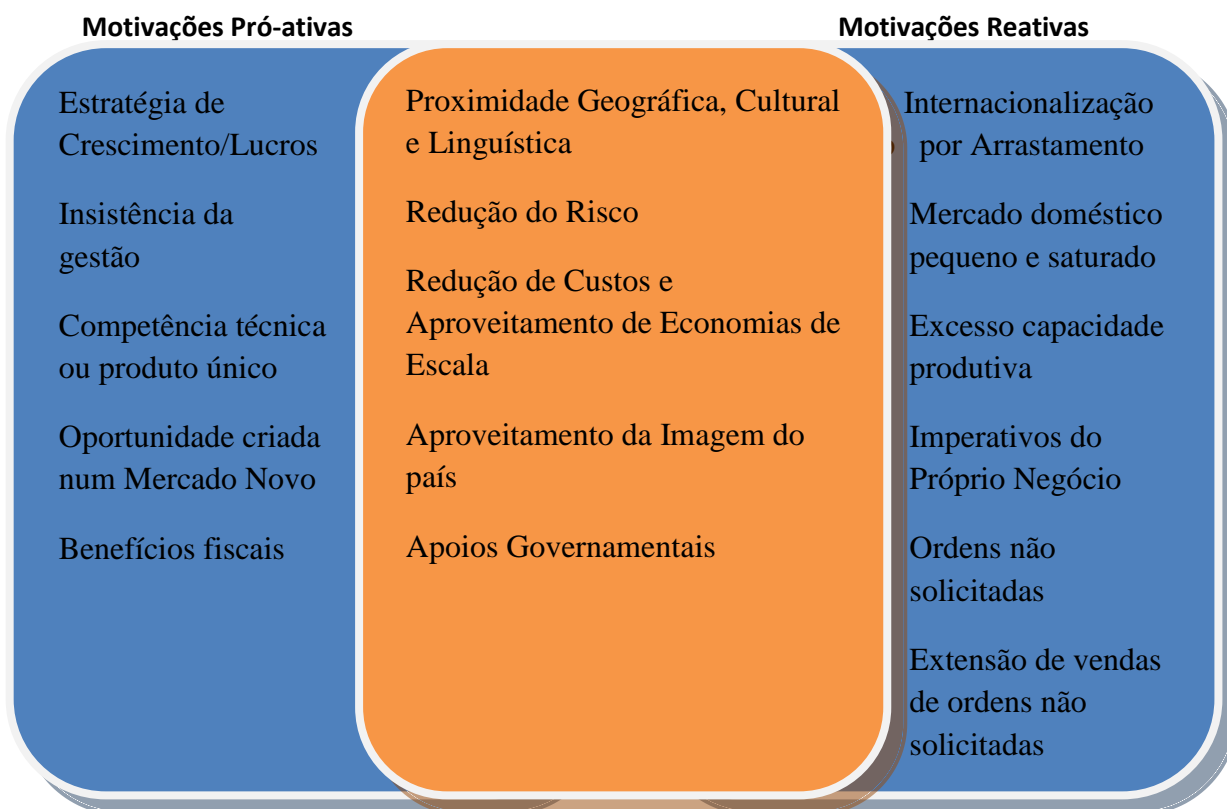 Motivações Pró-ativas
Motivações Reativas
Estratégia de
Crescimento/Lucros
Insistência da
gestão
Competência técnica
ou produto único
Oportunidade criada
num Mercado Novo
Benefícios fiscais
Proximidade Geográfica, Cultural
e Linguística
Redução do Risco
Redução de Custos e
Aproveitamento de Economias de
Escala
Aproveitamento da Imagem do
país
Apoios Governamentais
Internacionalização
por Arrastamento
Mercado doméstico
pequeno e saturado
Excesso capacidade
produtiva
Imperativos do
Próprio Negócio
Ordens não
solicitadas
Extensão de vendas
de ordens não
solicitadas